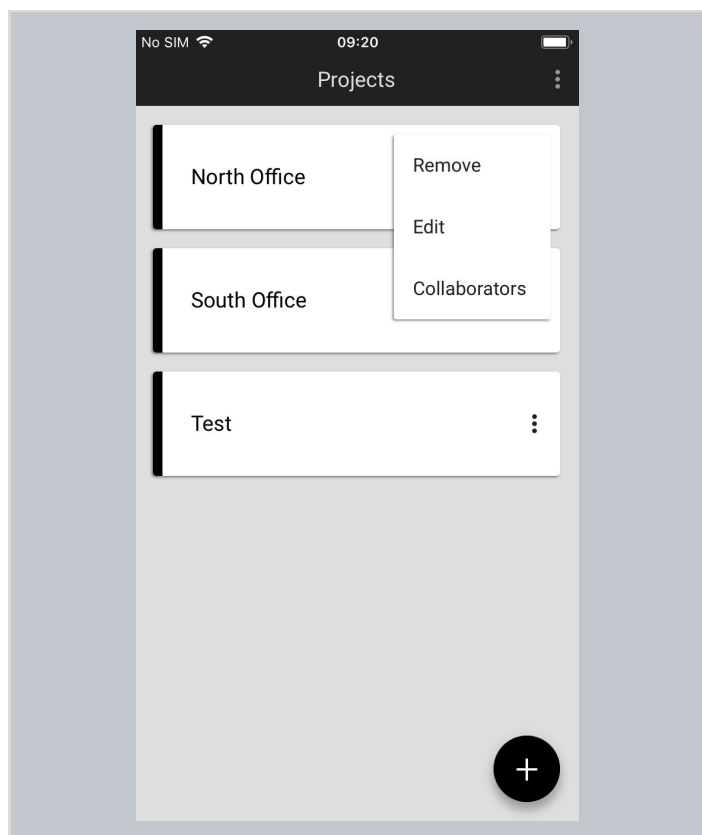 No SIM 09:20
Projects
North Office
Remove
Edit
South Office
Collaborators
Test